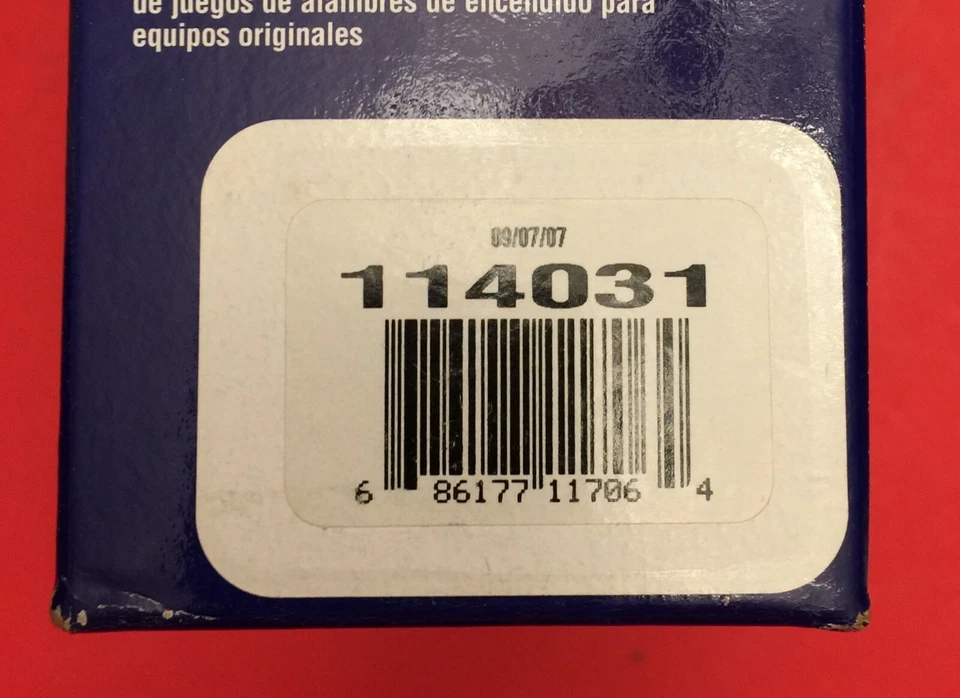 de juegos de alambres de encendido para
equipos originales
09/07/07
114031
6 86177 11706 4